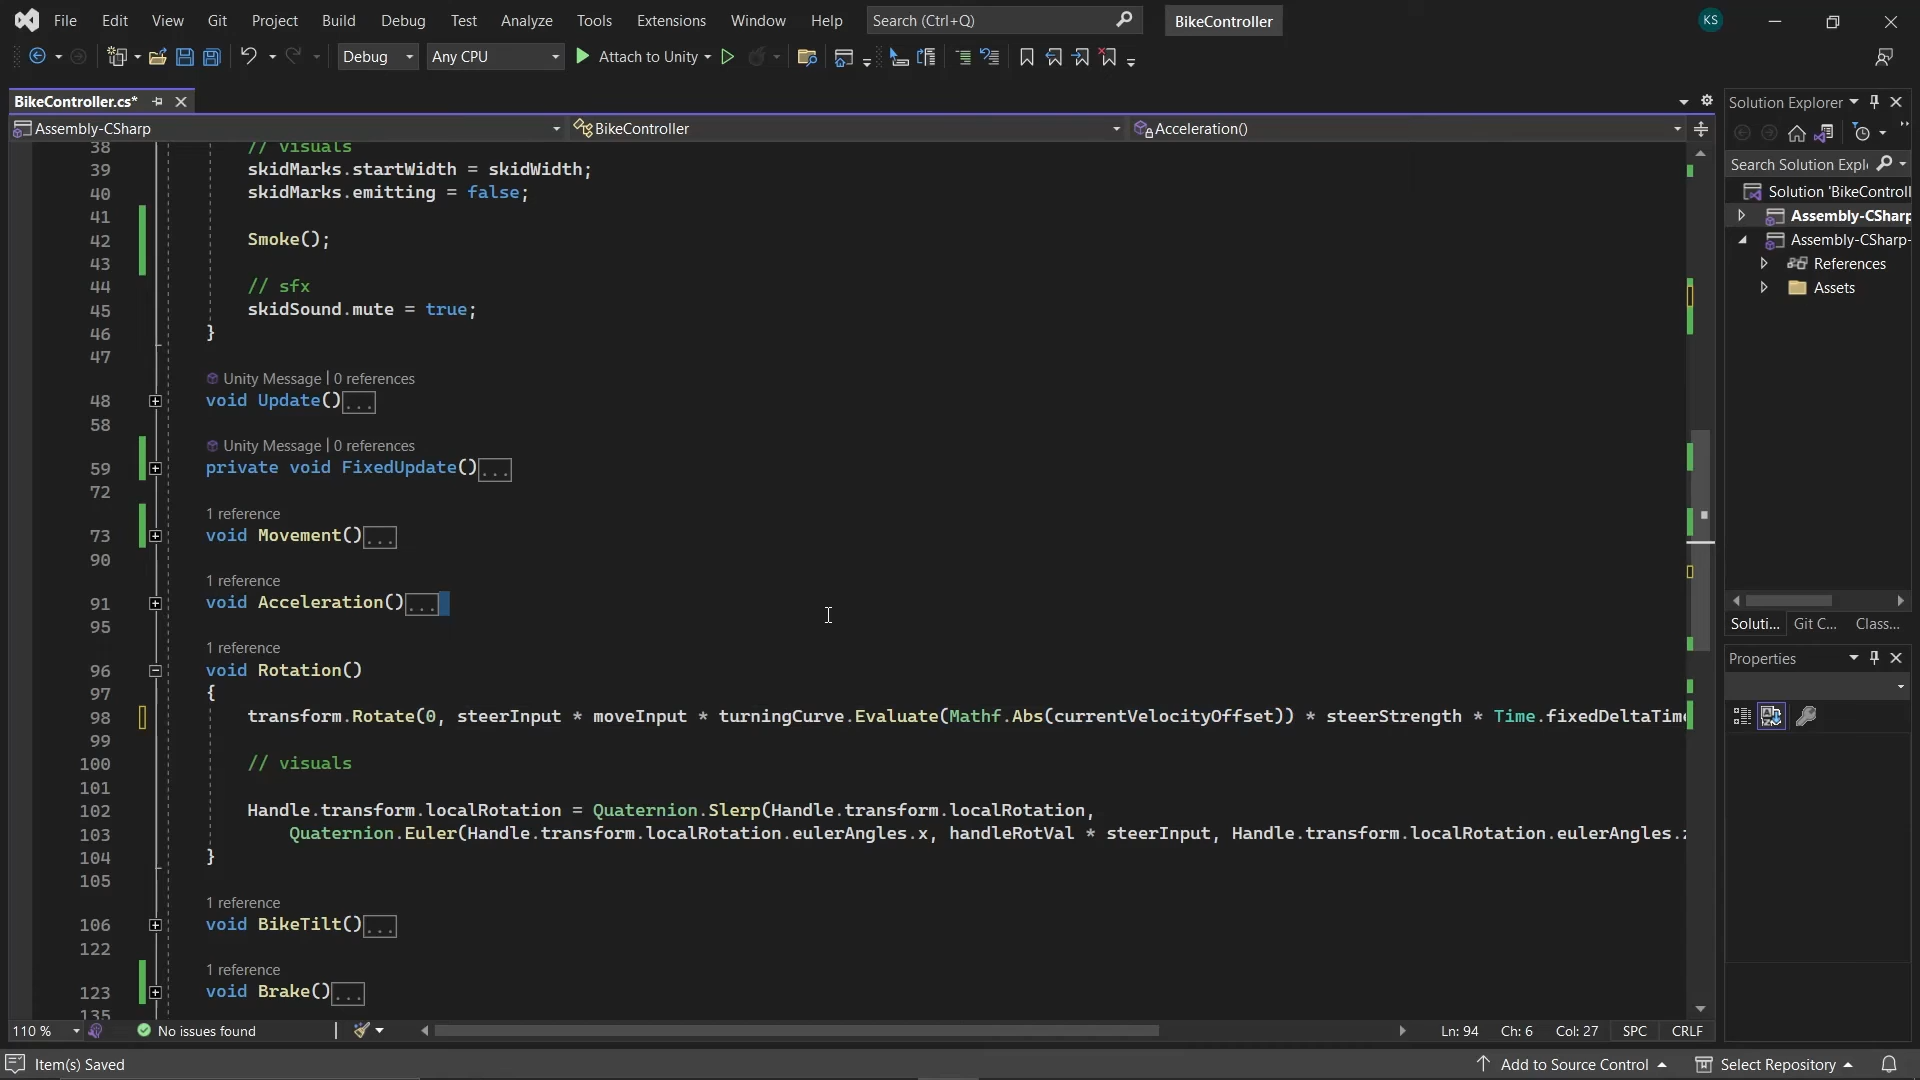 File Edit View Git Project Build Debug Test Analyze Tools Extensions Window Help Search (Ctrl+Q) BikeController KS
Debug Any CPU Attach to Unity
BikeController.cs* Solution Explorer
Assembly-CSharp BikeController Acceleration()
Search Solution Expl
Solution 'BikeControll
Assembly-CSharp
Assembly-CSharp-
References
Assets
Soluti... Git C... Class...
Properties
38 // visuals
39 skidMarks.startWidth = skidWidth;
40 skidMarks.emitting = false;
41
42 Smoke();
43
44 // sfx
45 skidSound.mute = true;
46 }
47
Unity Message | 0 references
48 void Update()...
58
Unity Message | 0 references
59 private void FixedUpdate()...
72
1 reference
73 void Movement()...
90
1 reference
91 void Acceleration()...
95
1 reference
96 void Rotation()
97 {
98 transform.Rotate(0, steerInput * moveInput * turningCurve.Evaluate(Mathf.Abs(currentVelocityOffset)) * steerStrength * Time.fixedDeltaTime
99
100 // visuals
101
102 Handle.transform.localRotation = Quaternion.Slerp(Handle.transform.localRotation,
103 Quaternion.Euler(Handle.transform.localRotation.eulerAngles.x, handleRotVal * steerInput, Handle.transform.localRotation.eulerAngles.z
104 }
105
1 reference
106 void BikeTilt()...
122
1 reference
123 void Brake()...
135
110 % No issues found Ln: 94 Ch: 6 Col: 27 SPC CRLF
Item(s) Saved Add to Source Control Select Repository